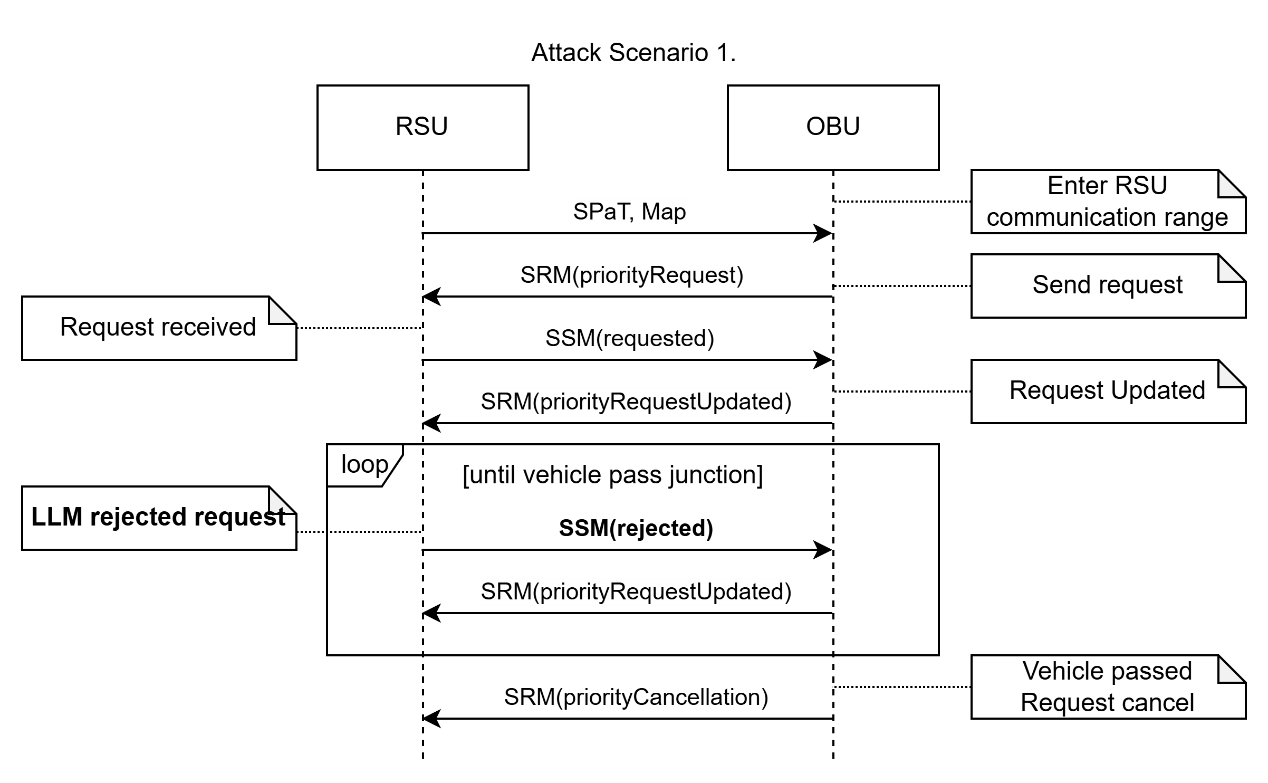 Attack Scenario 1.
RSU
OBU
Enter RSU
communication range
SPaT, Map
SRM(priorityRequest)
Send request
Request received
SSM(requested)
Request Updated
SRM(priorityRequestUpdated)
loop
[until vehicle pass junction]
LLM rejected request
SSM(rejected)
SRM(priorityRequestUpdated)
Vehicle passed
Request cancel
SRM(priorityCancellation)